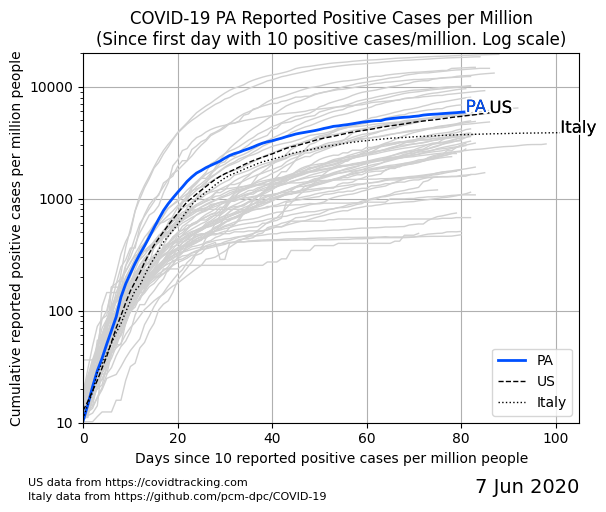 COVID-19 PA Reported Positive Cases per Million
(Since first day with 10 positive cases/million. Log scale)
Cumulative reported positive cases per million people
10000
1000
100
10
PA US
Italy
PA
US
Italy
0 20 40 60 80 100
Days since 10 reported positive cases per million people
US data from https://covidtracking.com
Italy data from https://github.com/pcm-dpc/COVID-19
7 Jun 2020